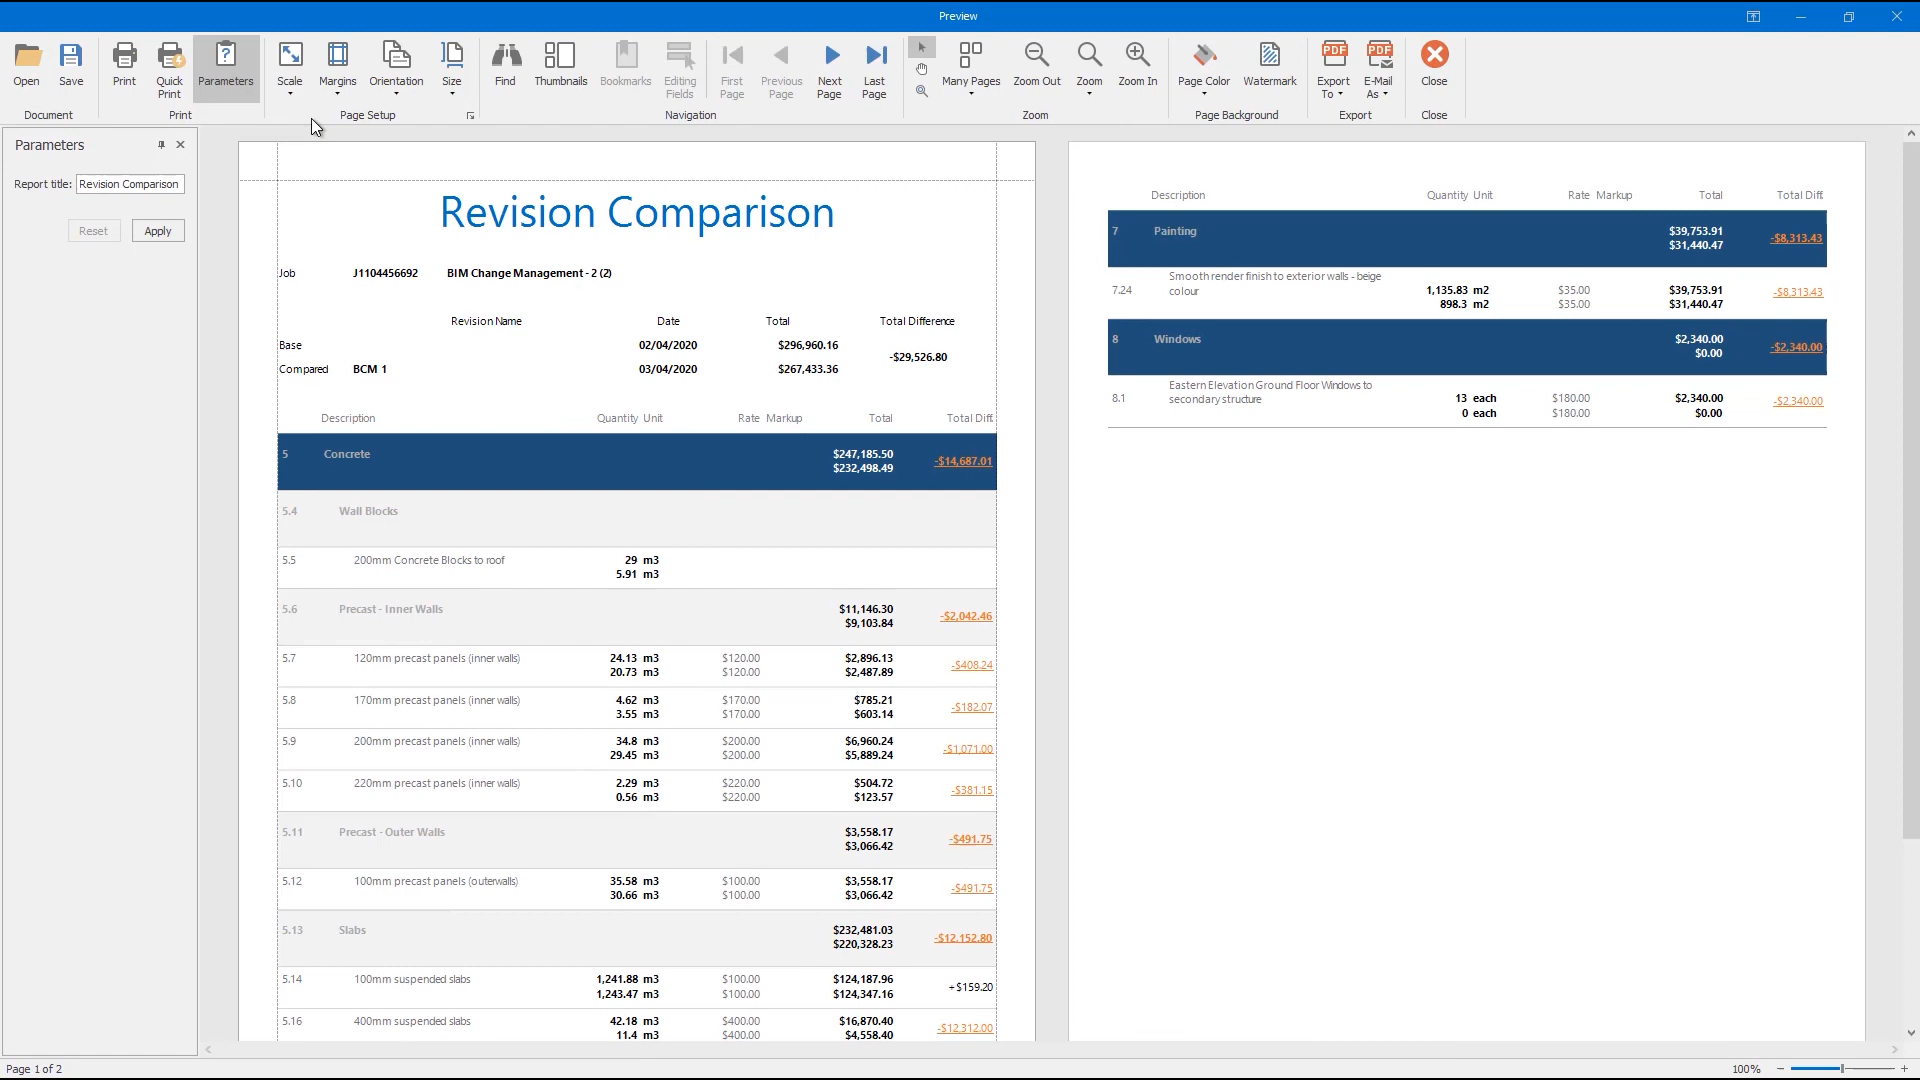 Preview
Open
Save
Print
Quick Print
Parameters
Scale
Margins
Orientation
Size
Find
Thumbnails
Bookmarks
Editing Fields
First Page
Previous Page
Next Page
Last Page
Many Pages
Zoom Out
Zoom
Zoom In
Page Color
Watermark
PDF
Export To
PDF
E-Mail As
Close
Document
Print
Page Setup
Navigation
Zoom
Page Background
Export
Close
Parameters
Report title: Revision Comparison
Reset Apply
Revision Comparison
Job J1104456692 BIM Change Management - 2 (2)
Revision Name Date Total Total Difference
Base 02/04/2020 $296,960.16
-$29,526.80
Compared BCM 1 03/04/2020 $267,433.36
Description Quantity Unit Rate Markup Total Total Diff.
5 Concrete $247,185.50 -$14,687.01
$232,498.49
5.4 Wall Blocks
5.5 200mm Concrete Blocks to roof 29 m3
5.91 m3
5.6 Precast - Inner Walls $11,146.30 -$2,042.46
$9,103.84
5.7 120mm precast panels (inner walls) 24.13 m3 $120.00 $2,896.13 -$408.24
20.73 m3 $120.00 $2,487.89
5.8 170mm precast panels (inner walls) 4.62 m3 $170.00 $785.21 -$182.07
3.55 m3 $170.00 $603.14
5.9 200mm precast panels (inner walls) 34.8 m3 $200.00 $6,960.24 -$1,071.00
29.45 m3 $200.00 $5,889.24
5.10 220mm precast panels (inner walls) 2.29 m3 $220.00 $504.72 -$381.15
0.56 m3 $220.00 $123.57
5.11 Precast - Outer Walls $3,558.17 -$491.75
$3,066.42
5.12 100mm precast panels (outerwalls) 35.58 m3 $100.00 $3,558.17 -$491.75
30.66 m3 $100.00 $3,066.42
5.13 Slabs $232,481.03 -$12,152.80
$220,328.23
5.14 100mm suspended slabs 1,241.88 m3 $100.00 $124,187.96 +$159.20
1,243.47 m3 $100.00 $124,347.16
5.16 400mm suspended slabs 42.18 m3 $400.00 $16,870.40 -$12,312.00
11.4 m3 $400.00 $4,558.40
Description Quantity Unit Rate Markup Total Total Diff.
7 Painting $39,753.91 -$8,313.43
$31,440.47
Smooth render finish to exterior walls - beige
7.24 colour 1,135.83 m2 $35.00 $39,753.91 -$8,313.43
898.3 m2 $35.00 $31,440.47
8 Windows $2,340.00 -$2,340.00
$0.00
Eastern Elevation Ground Floor Windows to
8.1 secondary structure 13 each $180.00 $2,340.00 -$2,340.00
0 each $180.00 $0.00
Page 1 of 2
100%